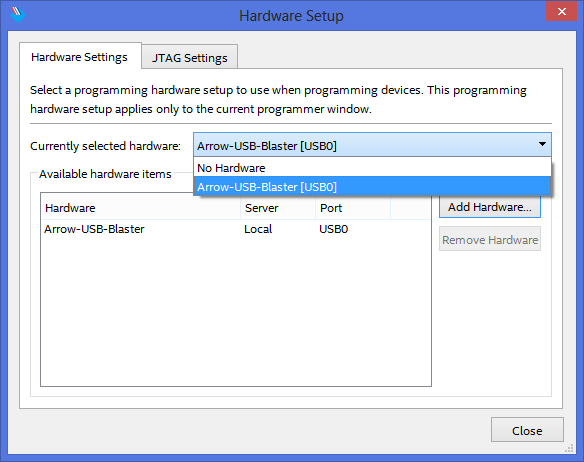 Hardware Setup
Hardware Settings
JTAG Settings
Select a programming hardware setup to use when programming devices. This programming
hardware setup applies only to the current programmer window.
Currently selected hardware: Arrow-USB-Blaster [USB0]
No Hardware
Arrow-USB-Blaster [USB0]
Available hardware items
Hardware Server Port
Arrow-USB-Blaster Local USB0
Add Hardware...
Remove Hardware
Close